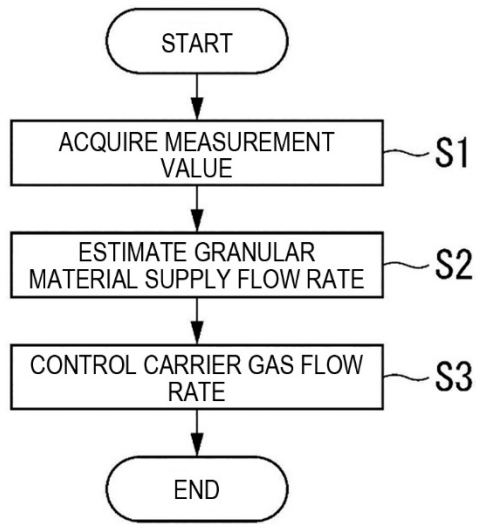 START
ACQUIRE MEASUREMENT
VALUE
S1
ESTIMATE GRANULAR
MATERIAL SUPPLY FLOW RATE
S2
CONTROL CARRIER GAS FLOW
RATE
S3
END